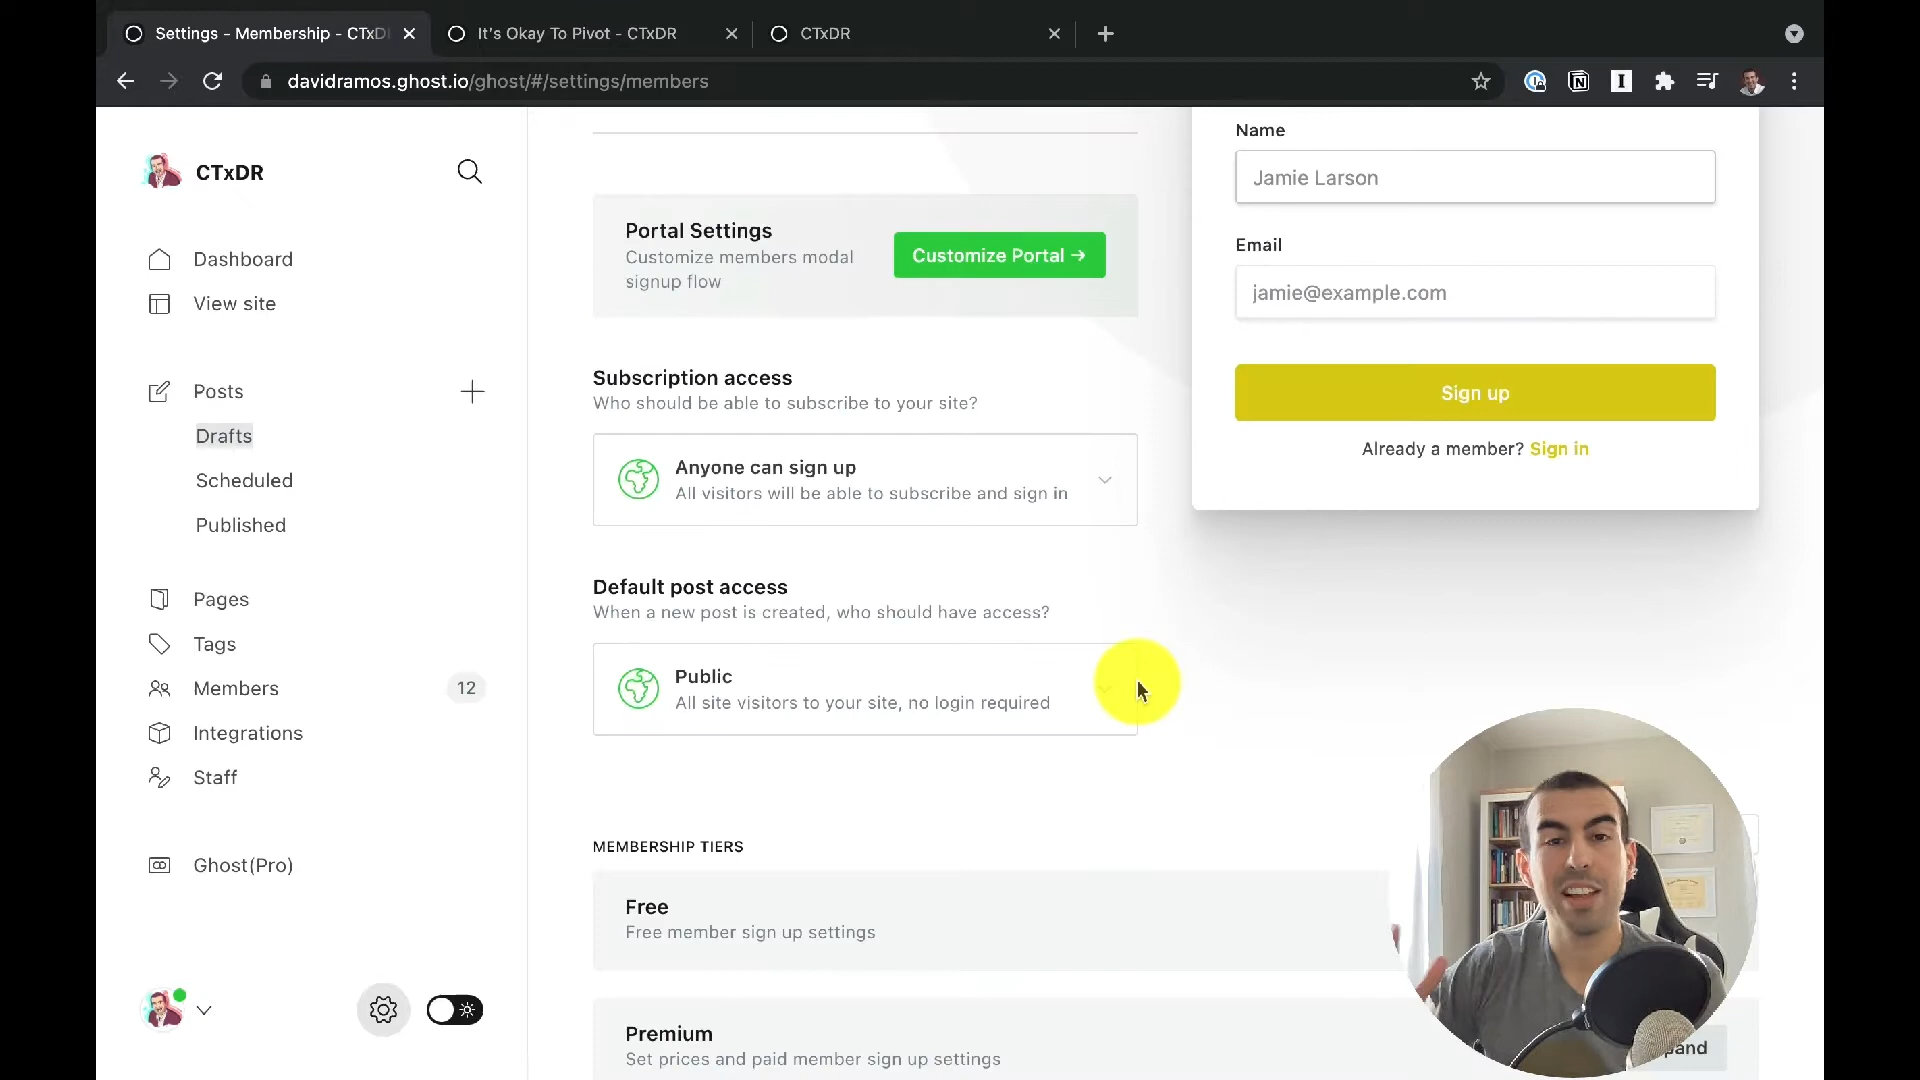 Settings - Membership - CTxD
It's Okay To Pivot - CTxDR
CTxDR
davidramos.ghost.io/ghost/#/settings/members
CTxDR
Dashboard
View site
Posts
Drafts
Scheduled
Published
Pages
Tags
Members 12
Integrations
Staff
Ghost(Pro)
Portal Settings
Customize members modal
signup flow
Customize Portal →
Subscription access
Who should be able to subscribe to your site?
Anyone can sign up
All visitors will be able to subscribe and sign in
Default post access
When a new post is created, who should have access?
Public
All site visitors to your site, no login required
MEMBERSHIP TIERS
Free
Free member sign up settings
Premium
Set prices and paid member sign up settings
Name
Jamie Larson
Email
jamie@example.com
Sign up
Already a member? Sign in